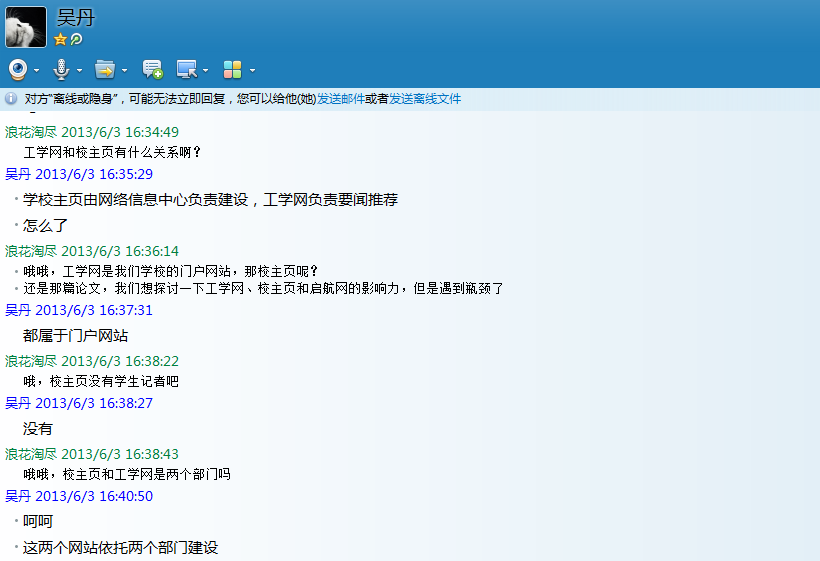 吴丹
对方“离线或隐身”，可能无法立即回复，您可以给他(她)发送邮件或者发送离线文件
浪花淘尽 2013/6/3 16:34:49
工学网和校主页有什么关系啊？
吴丹 2013/6/3 16:35:29
学校主页由网络信息中心负责建设，工学网负责要闻推荐
怎么了
浪花淘尽 2013/6/3 16:36:14
哦哦，工学网是我们学校的门户网站，那校主页呢？
还是那篇论文，我们想探讨一下工学网、校主页和启航网的影响力，但是遇到瓶颈了
吴丹 2013/6/3 16:37:31
都属于门户网站
浪花淘尽 2013/6/3 16:38:22
哦，校主页没有学生记者吧
吴丹 2013/6/3 16:38:27
没有
浪花淘尽 2013/6/3 16:38:43
哦哦，校主页和工学网是两个部门吗
吴丹 2013/6/3 16:40:50
呵呵
这两个网站依托两个部门建设